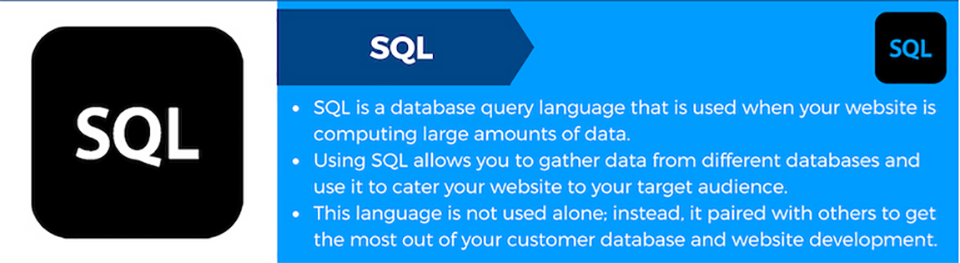 SQL
SQL
SQL
• SQL is a database query language that is used when your website is
computing large amounts of data.
• Using SQL allows you to gather data from different databases and
use it to cater your website to your target audience.
• This language is not used alone; instead, it paired with others to get
the most out of your customer database and website development.